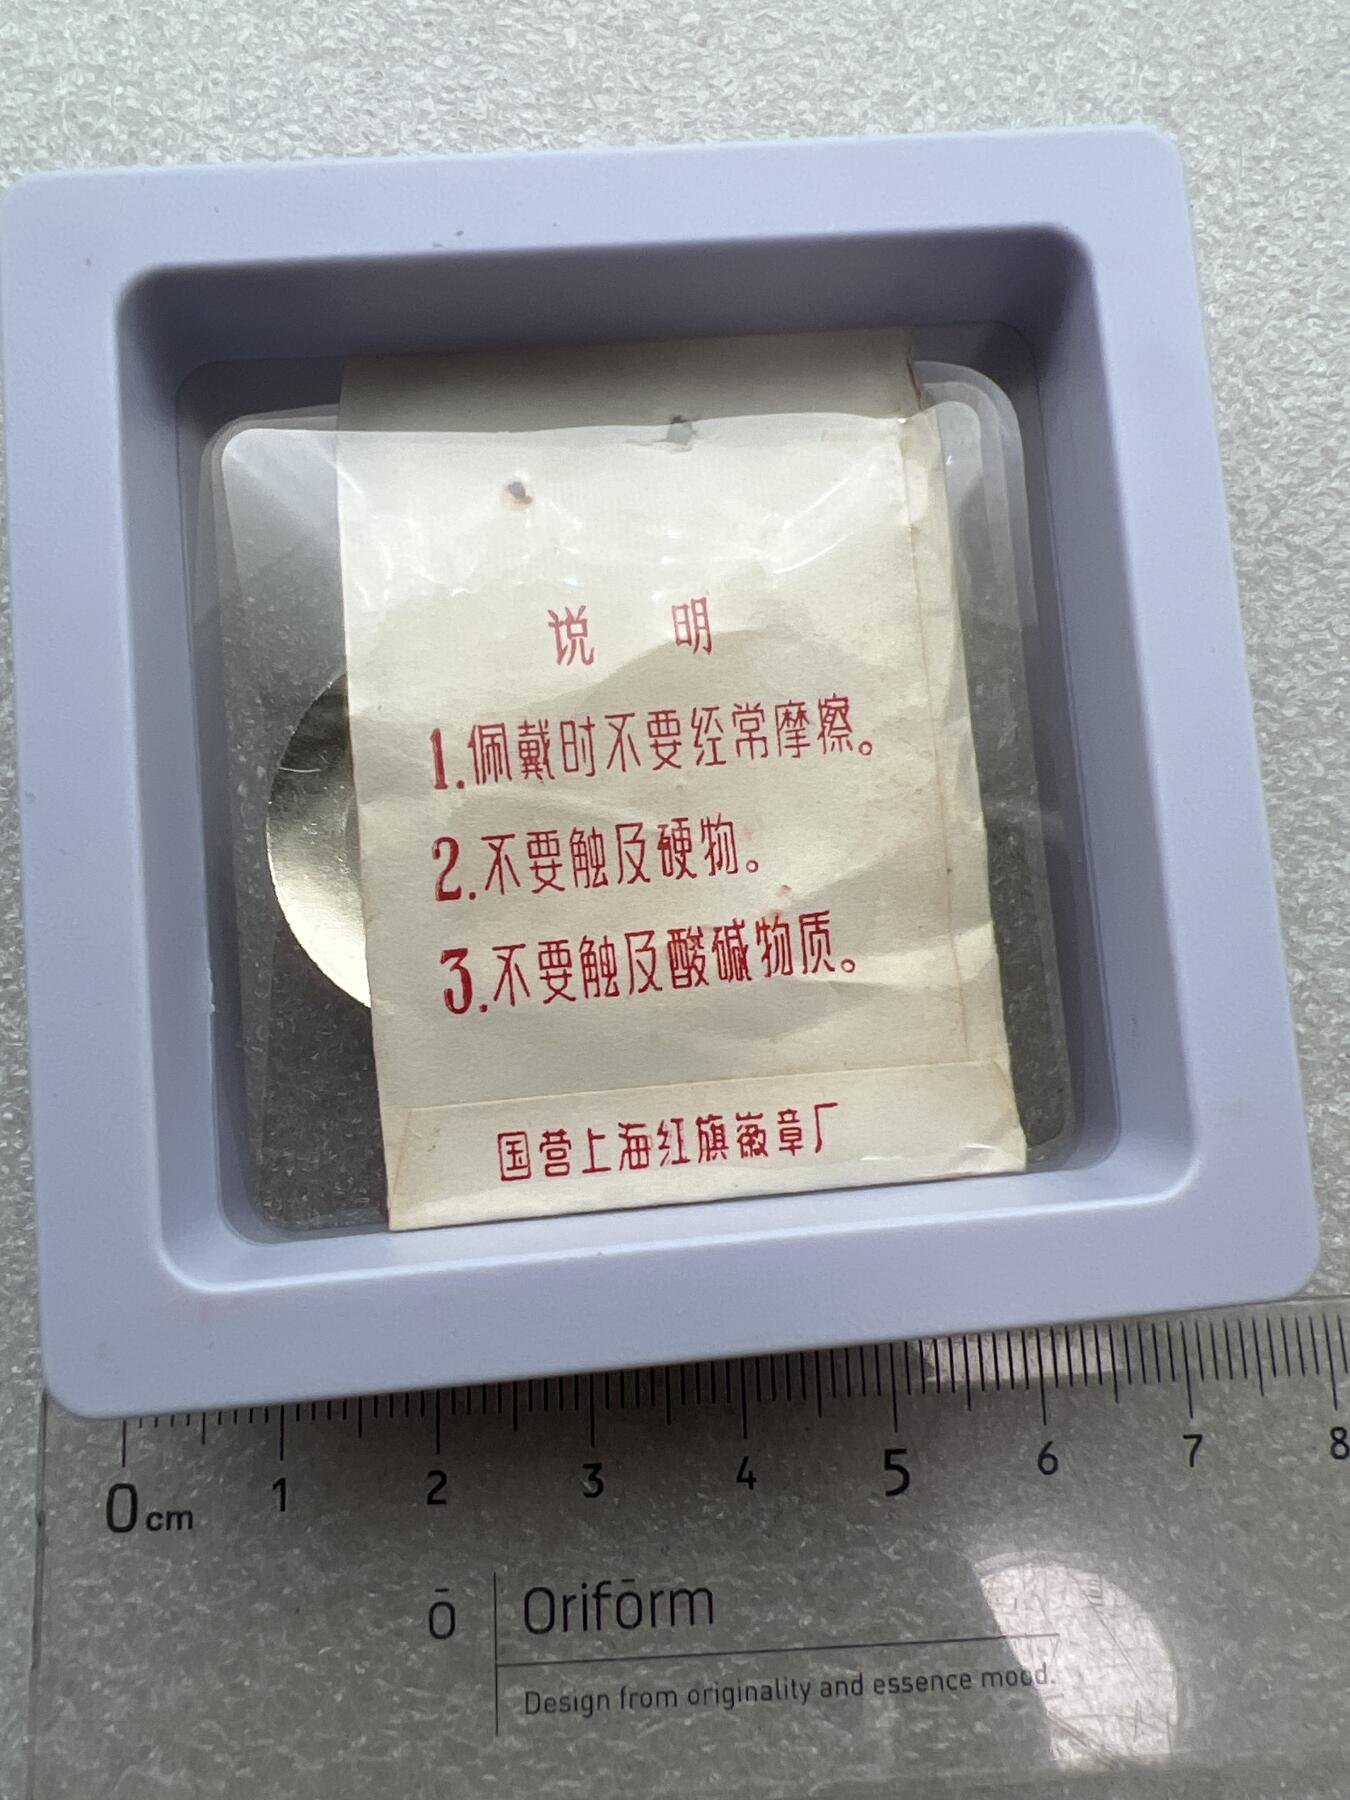 说 明
1.佩戴时不要经常摩擦。
2.不要触及硬物。
3.不要触及酸碱物质。
国营上海红旗徽章厂
0cm 1 2 3 4 5 6 7 8
ō Orifōrm
Design from originality and essence mood.